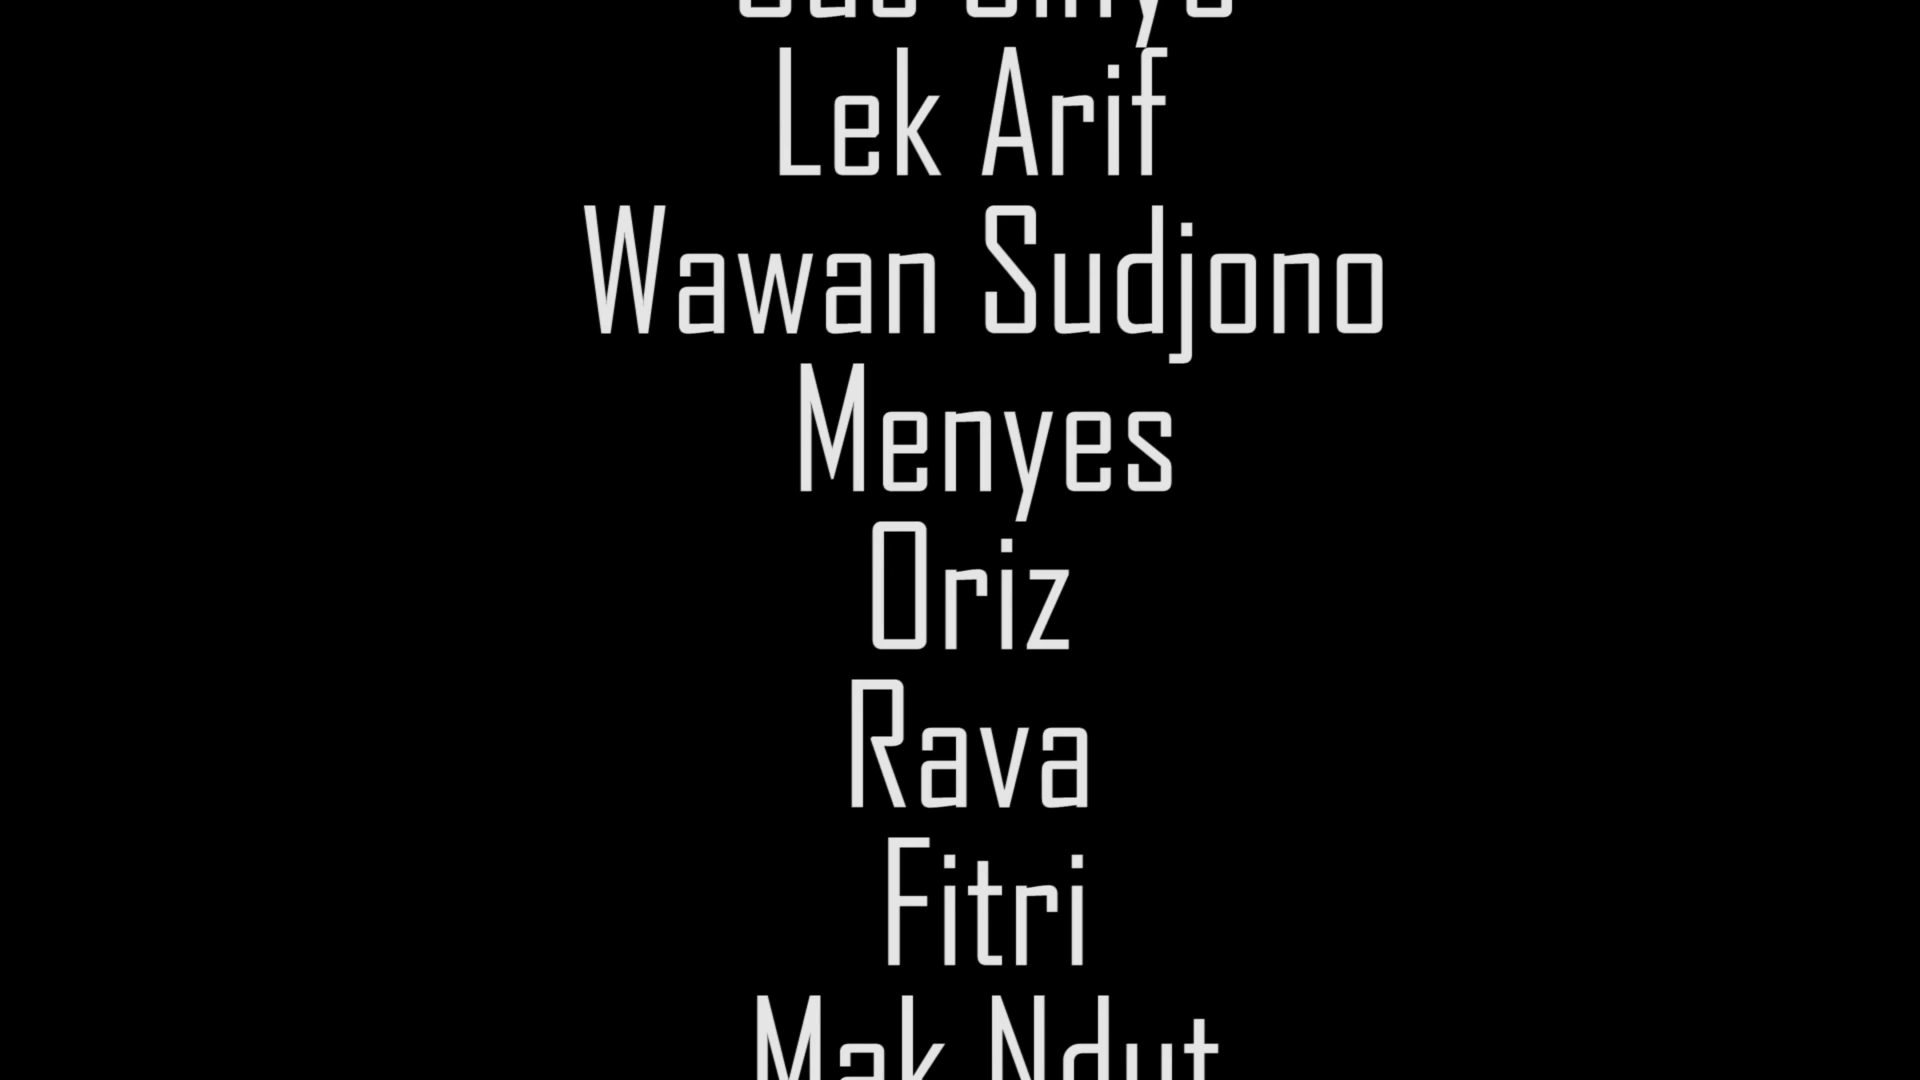 Lek Arif
Wawan Sudjono
Menyes
Oriz
Rava
Fitri
Mak Ndut